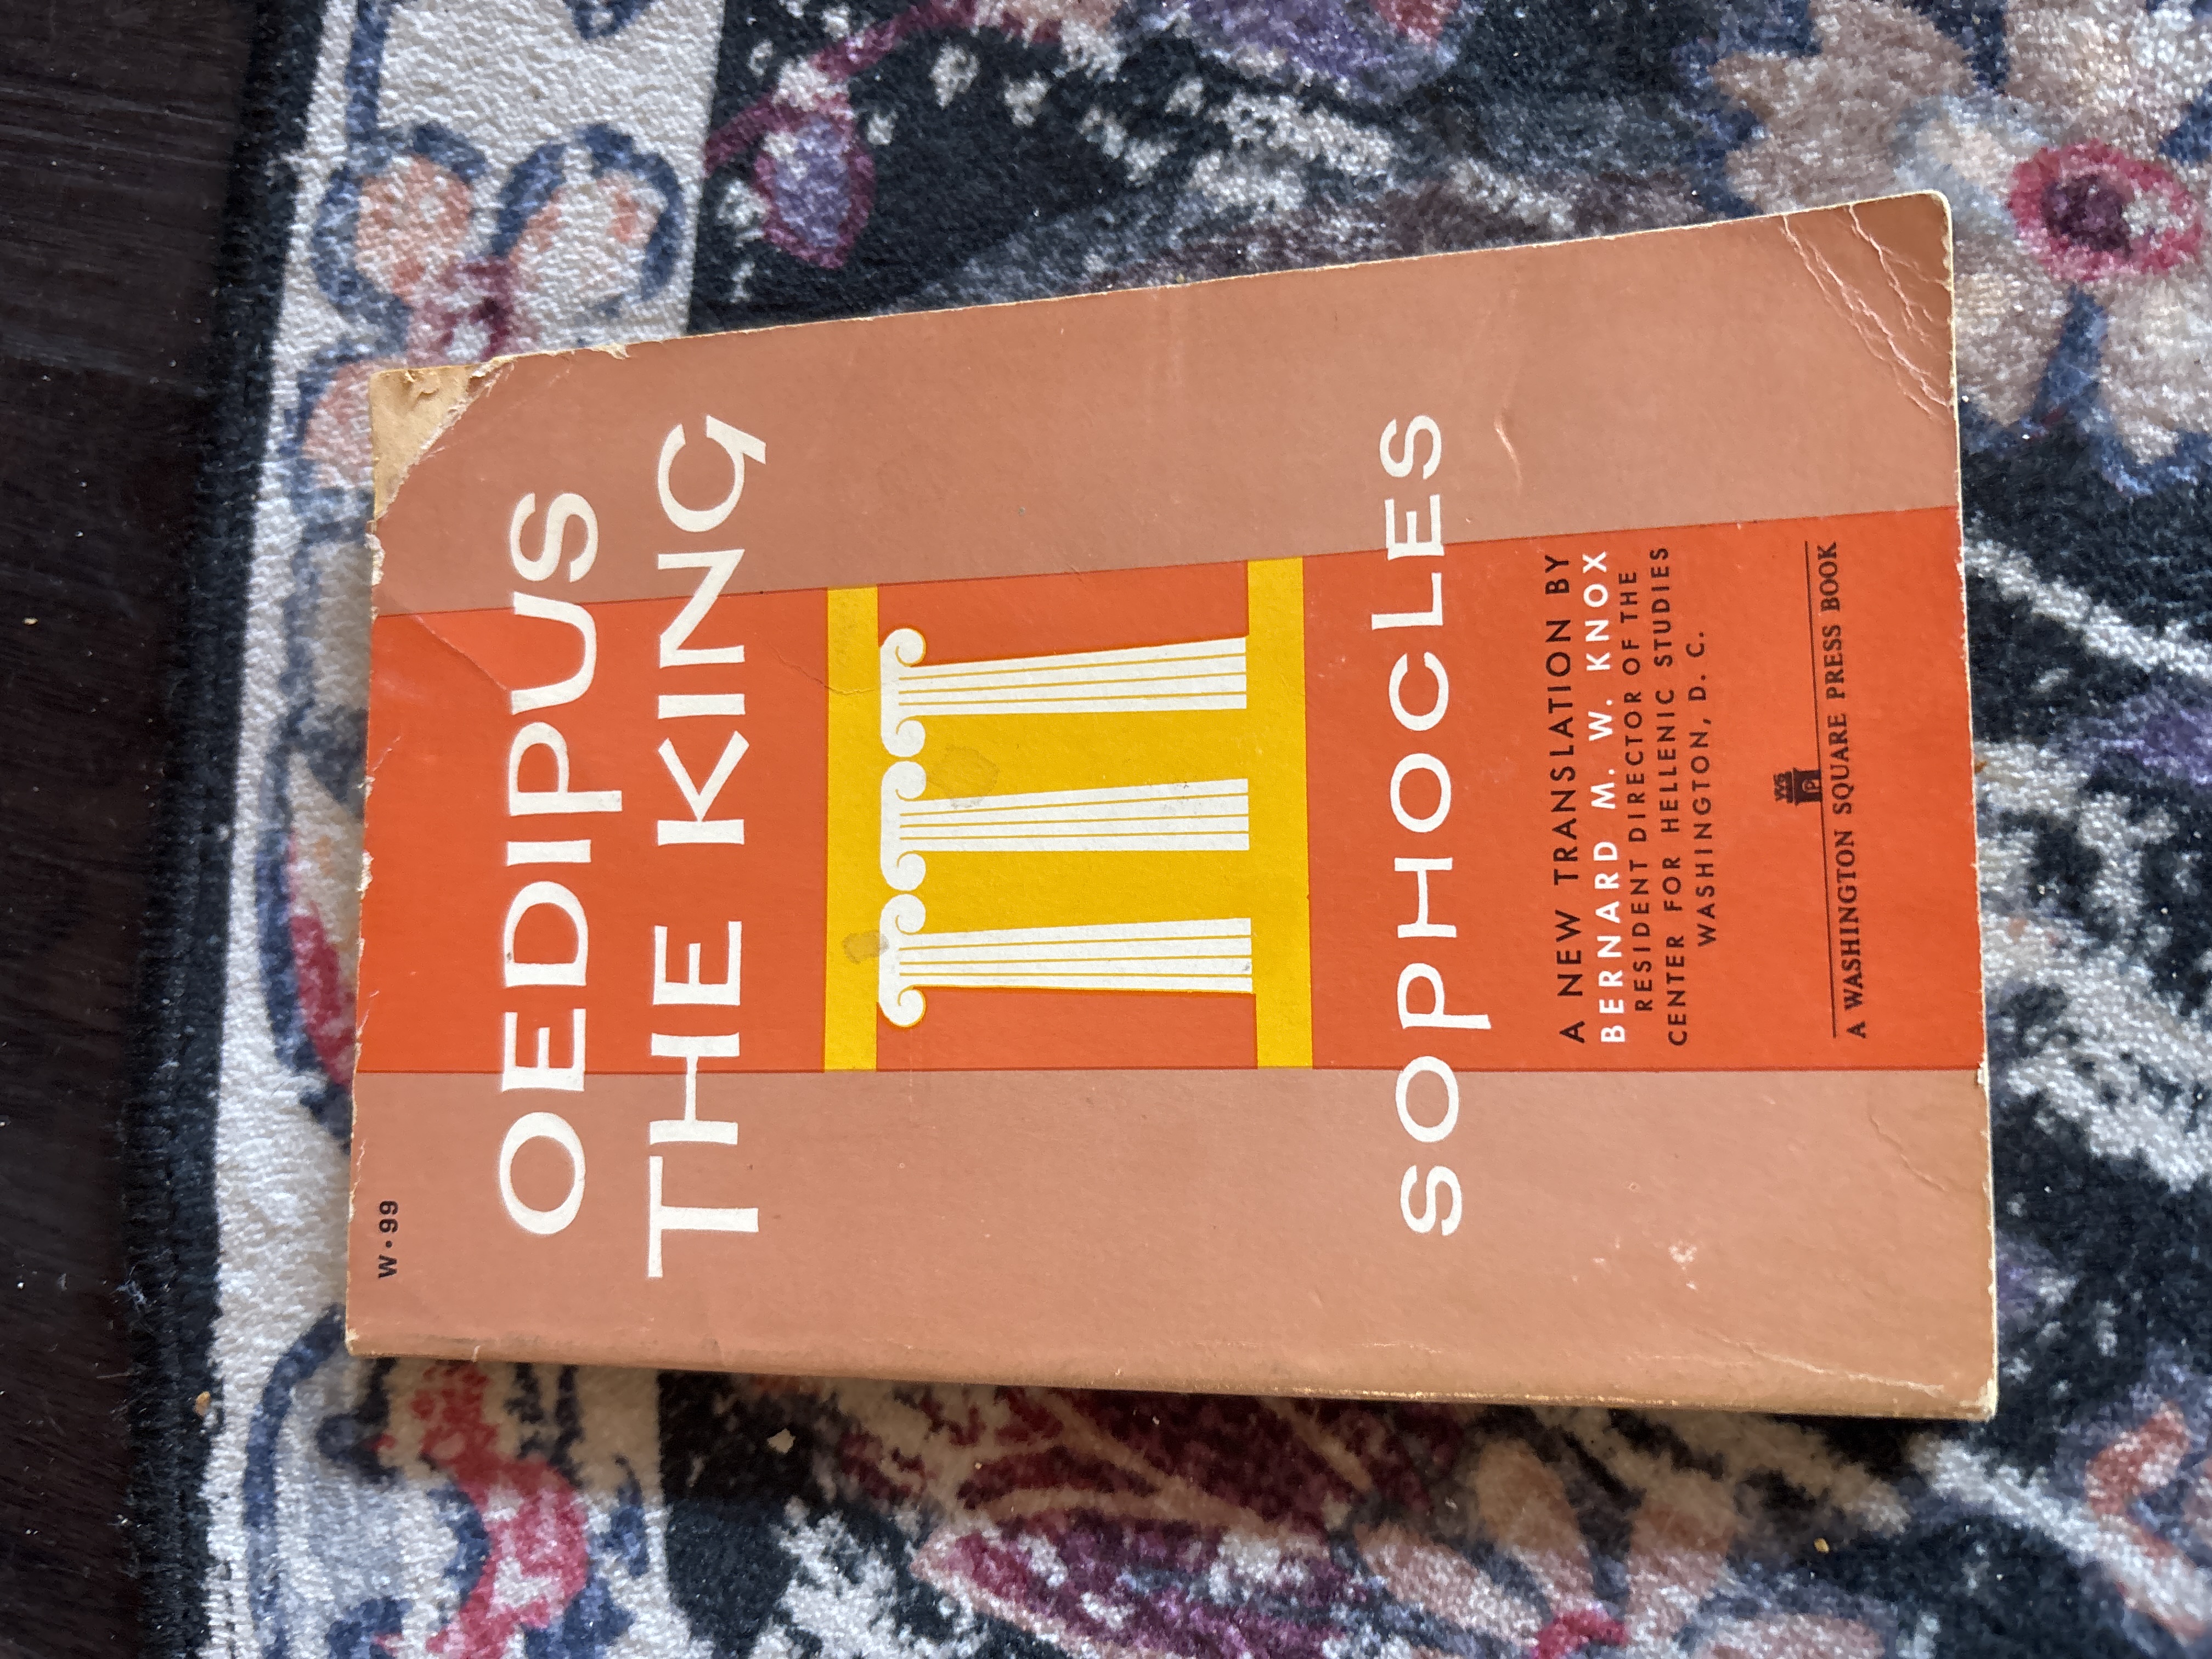 W•99
OEDIPUS
THE KING
SOPHOCLES
A NEW TRANSLATION BY
BERNARD M. W. KNOX
RESIDENT DIRECTOR OF THE
CENTER FOR HELLENIC STUDIES
WASHINGTON, D. C.
WS
P
A WASHINGTON SQUARE PRESS BOOK